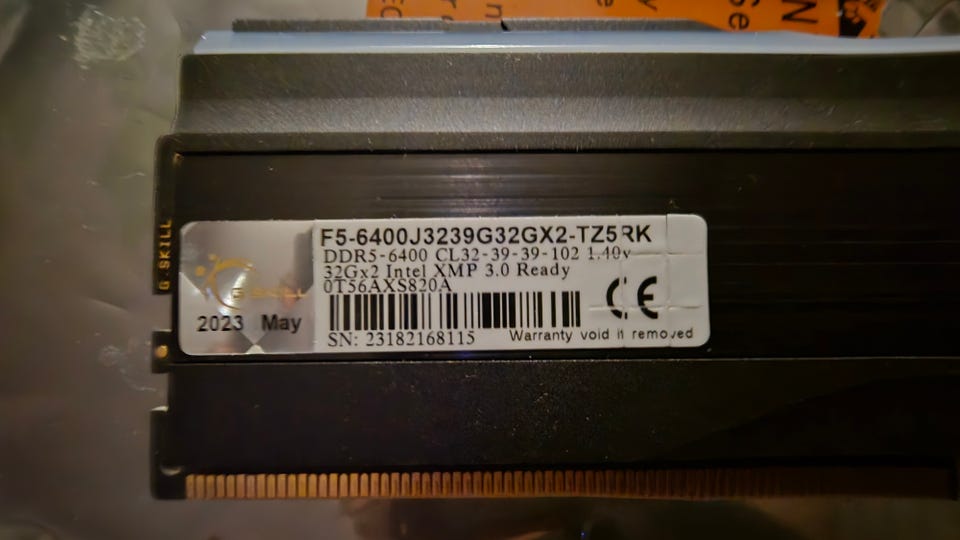 G.SKILL
G.SKILL
2023 May
F5-6400J3239G32GX2-TZ5RK
DDR5-6400 CL32-39-39-102 1.40v
32Gx2 Intel XMP 3.0 Ready
0T56AXS820A
CE
SN: 23182168115
Warranty void if removed